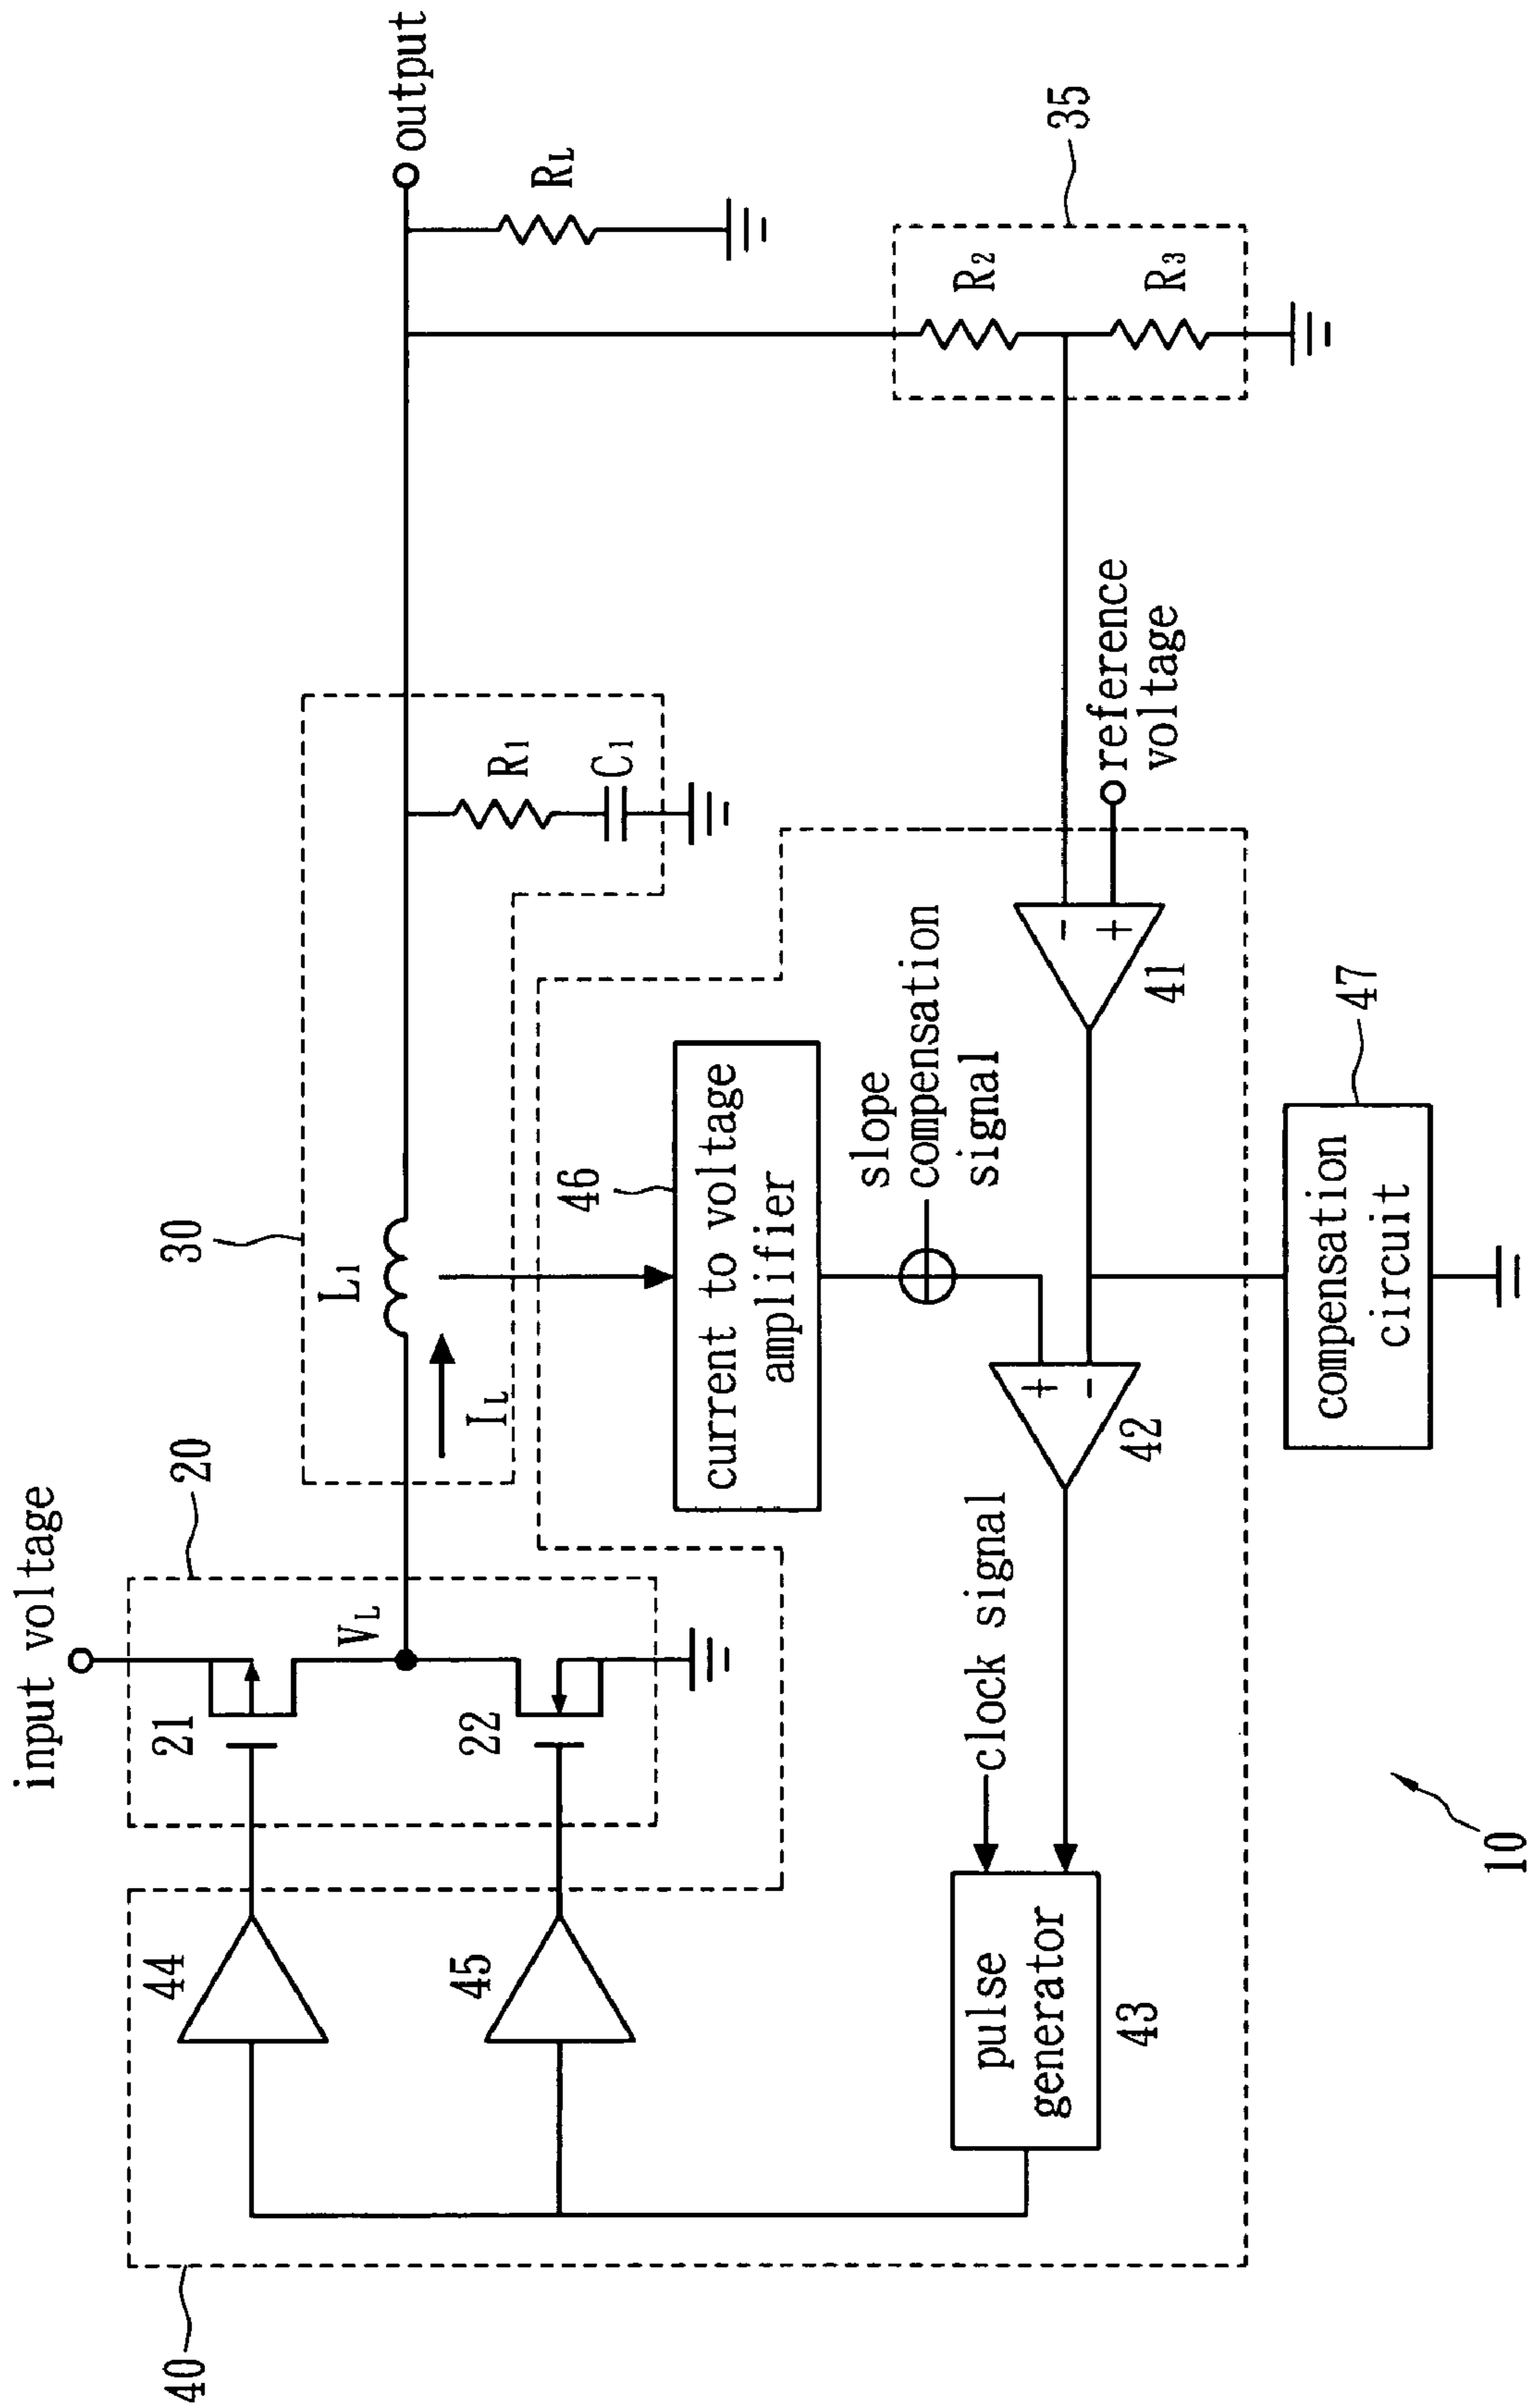 input voltage
20
21
22
V_L
30
L₁
I_L
R₁
C₁
output
R_L
35
R₂
R₃
44
45
40
46
current to voltage
amplifier
slope
compensation
signal
reference
voltage
41
-
+
+
-
42
clock signal
pulse
generator
43
47
compensation
circuit
10